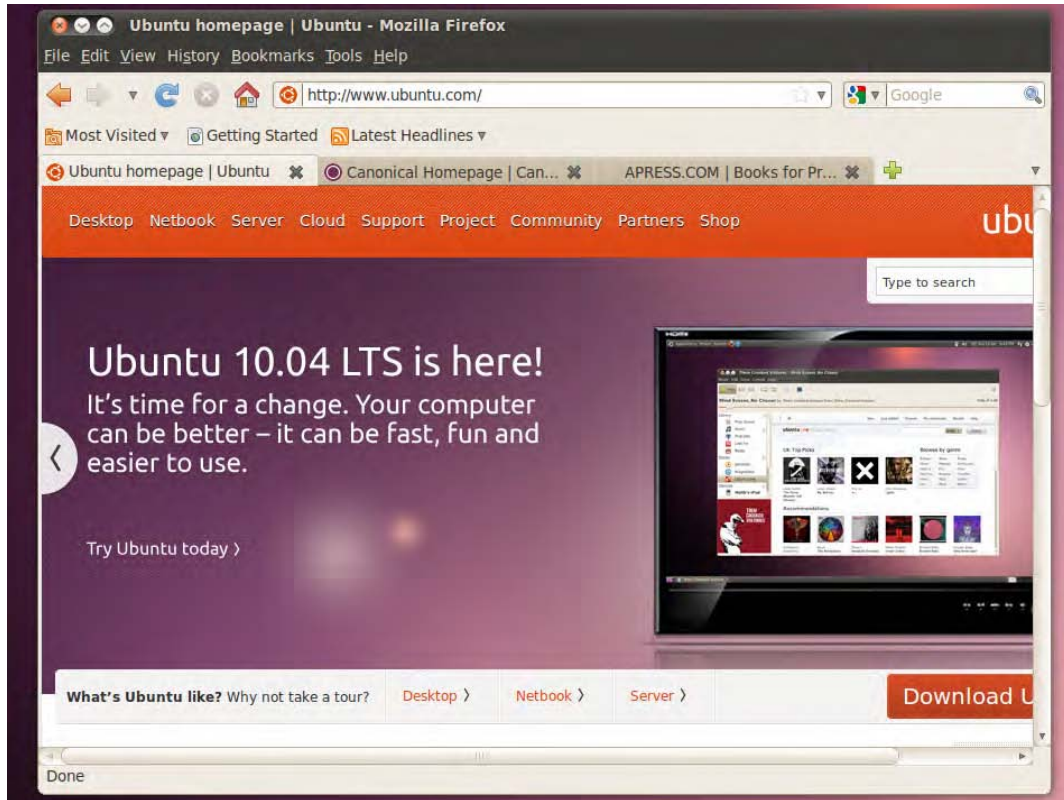 Ubuntu homepage | Ubuntu - Mozilla Firefox
File Edit View History Bookmarks Tools Help
http://www.ubuntu.com/ Google
Most Visited Getting Started Latest Headlines
Ubuntu homepage | Ubuntu Canonical Homepage | Can... APRESS.COM | Books for Pr...
Desktop Netbook Server Cloud Support Project Community Partners Shop ubu
Type to search
Ubuntu 10.04 LTS is here!
It's time for a change. Your computer
can be better – it can be fast, fun and
easier to use.
Try Ubuntu today 〉
What's Ubuntu like? Why not take a tour? Desktop 〉 Netbook 〉 Server 〉 Download U
Done